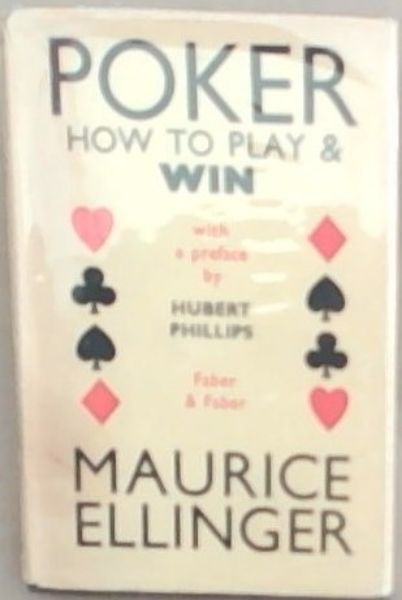 POKER
HOW TO PLAY &
WIN
with
a preface
by
HUBERT
PHILLIPS
Faber
& Faber
MAURICE
ELLINGER